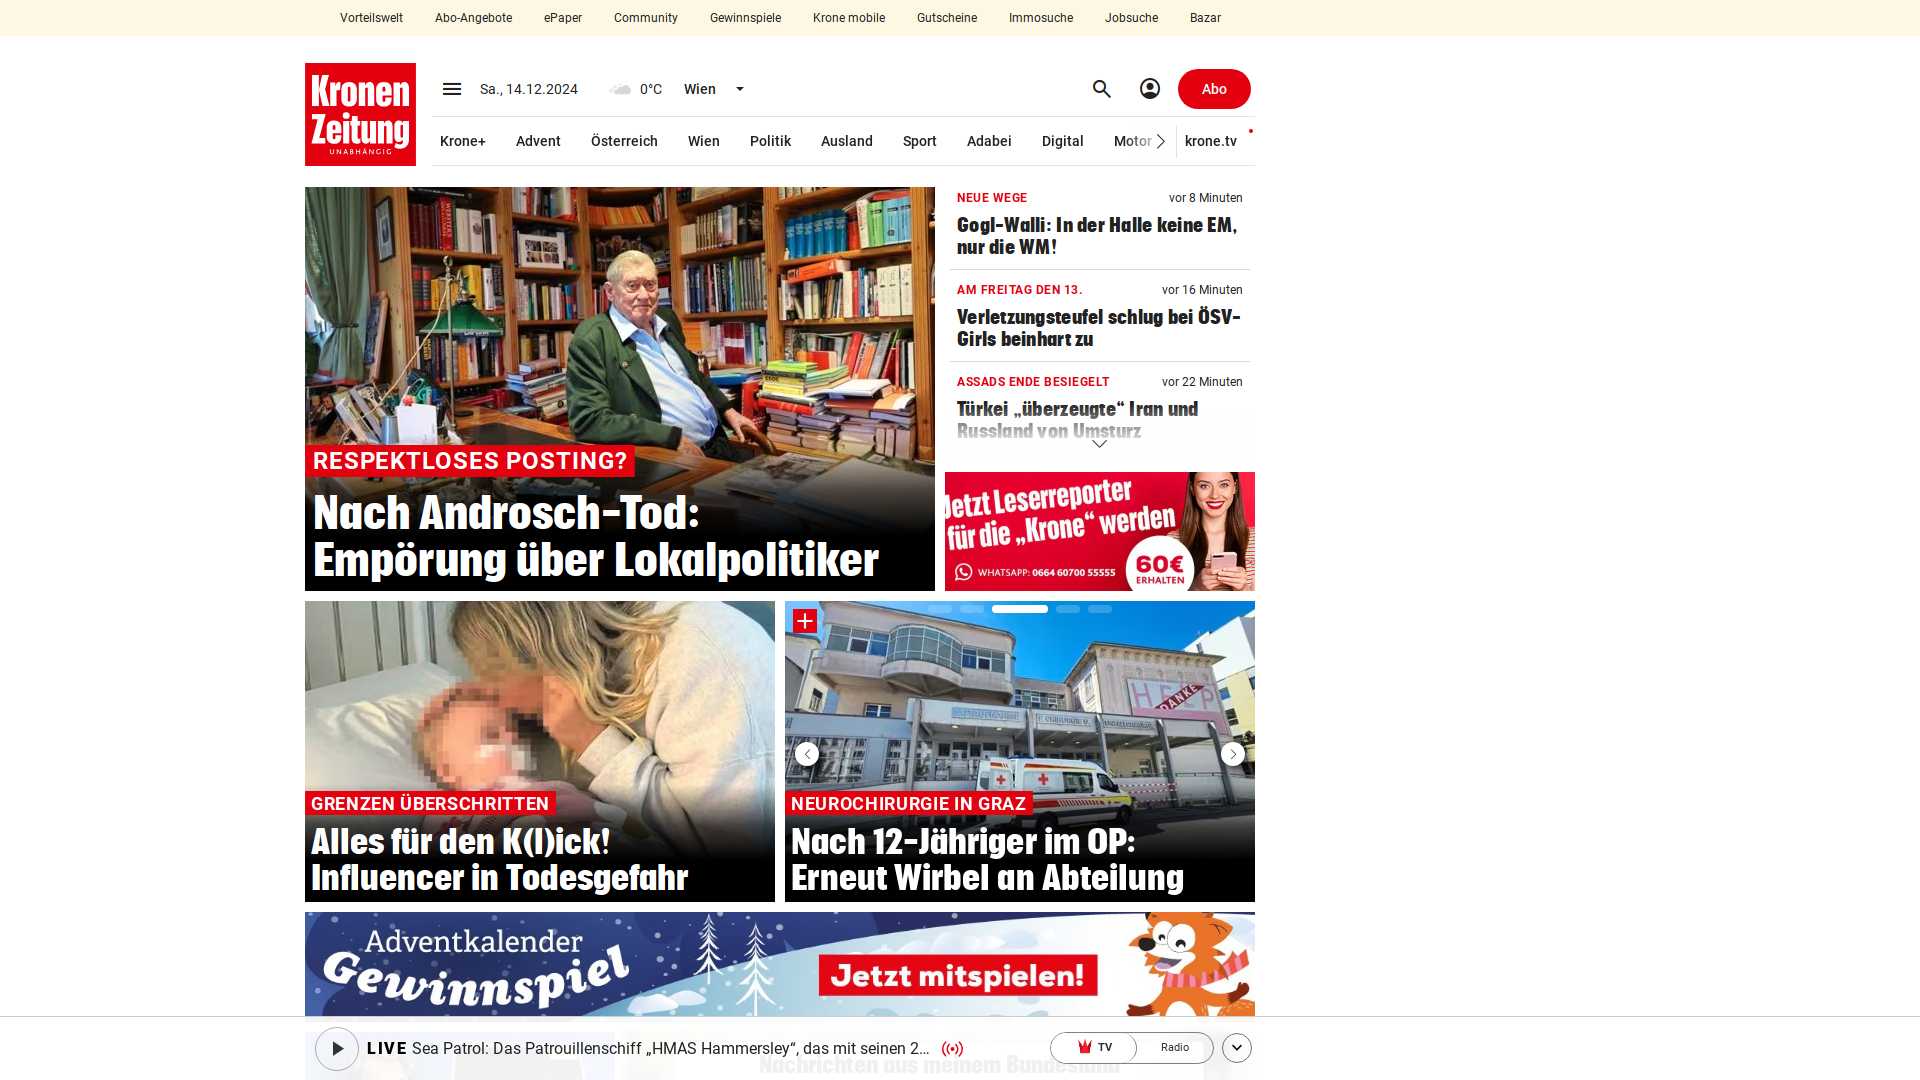 Vorteilswelt Abo-Angebote ePaper Community Gewinnspiele Krone mobile Gutscheine Immosuche Jobsuche Bazar
Kronen
Zeitung
UNABHÄNGIG
Sa., 14.12.2024 0°C Wien Abo
Krone+ Advent Österreich Wien Politik Ausland Sport Adabei Digital Motor krone.tv
RESPEKTLOSES POSTING?
Nach Androsch-Tod:
Empörung über Lokalpolitiker
NEUE WEGE vor 8 Minuten
Gogl-Walli: In der Halle keine EM,
nur die WM!
AM FREITAG DEN 13. vor 16 Minuten
Verletzungsteufel schlug bei ÖSV-
Girls beinhart zu
ASSADS ENDE BESIEGELT vor 22 Minuten
Türkei „überzeugte“ Iran und
Russland von Umsturz
Jetzt Leserreporter
für die „Krone“ werden
WHATSAPP: 0664 60700 55555
60€
ERHALTEN
GRENZEN ÜBERSCHRITTEN
Alles für den K(l)ick!
Influencer in Todesgefahr
HELP
DANKE
NEUROCHIRURGIE IN GRAZ
Nach 12-Jähriger im OP:
Erneut Wirbel an Abteilung
Adventkalender
Gewinnspiel
Jetzt mitspielen!
LIVE Sea Patrol: Das Patrouillenschiff „HMAS Hammersley“, das mit seinen 2...
TV Radio
Nachrichten aus meinem Bundesland